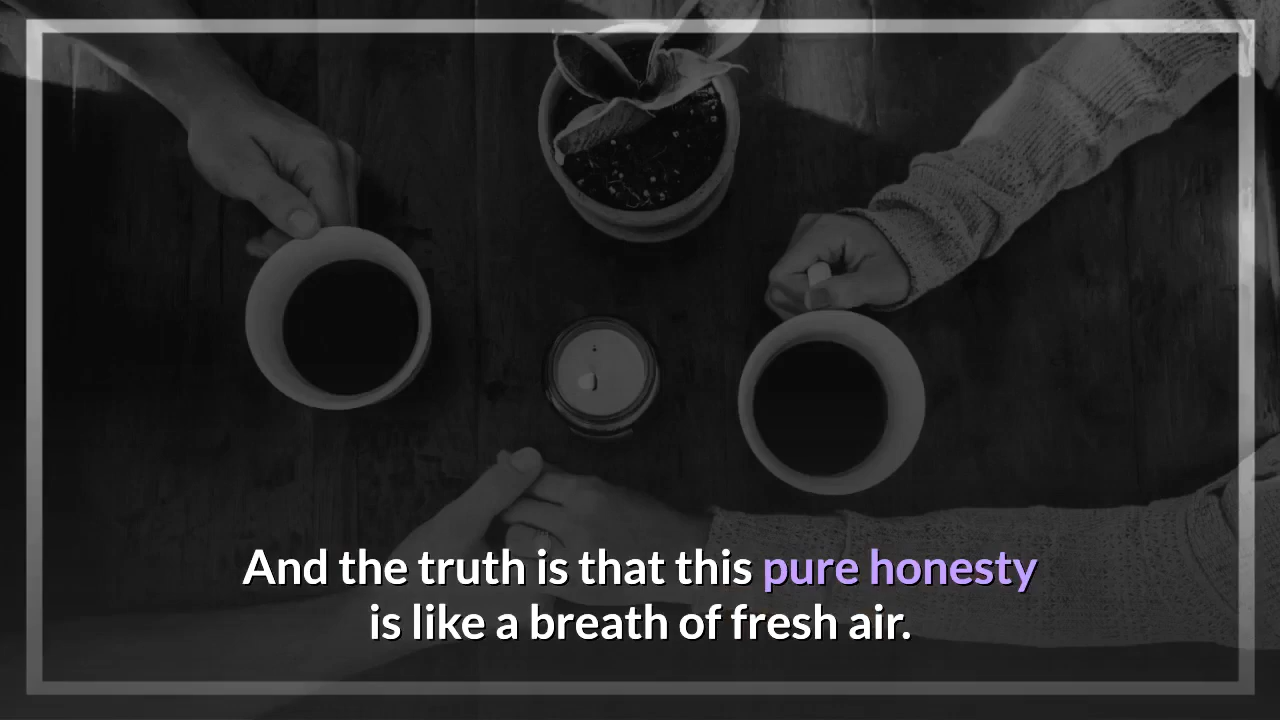 And the truth is that this pure honesty
is like a breath of fresh air.